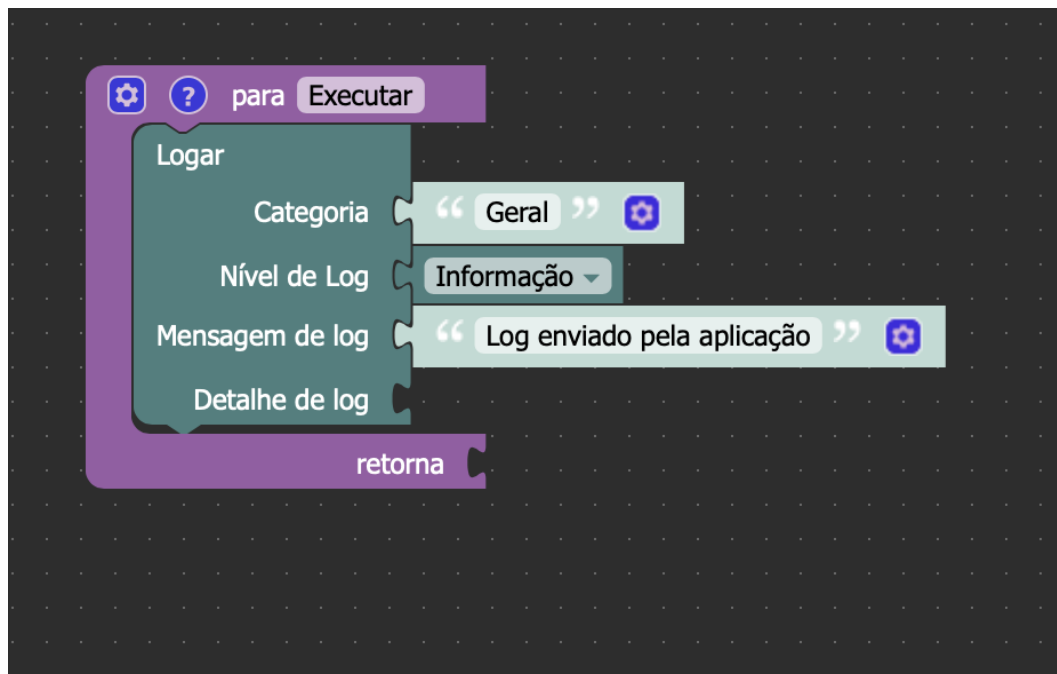 ? para Executar
Logar
Categoria “ Geral ”
Nível de Log Informação
Mensagem de log “ Log enviado pela aplicação ”
Detalhe de log
retorna